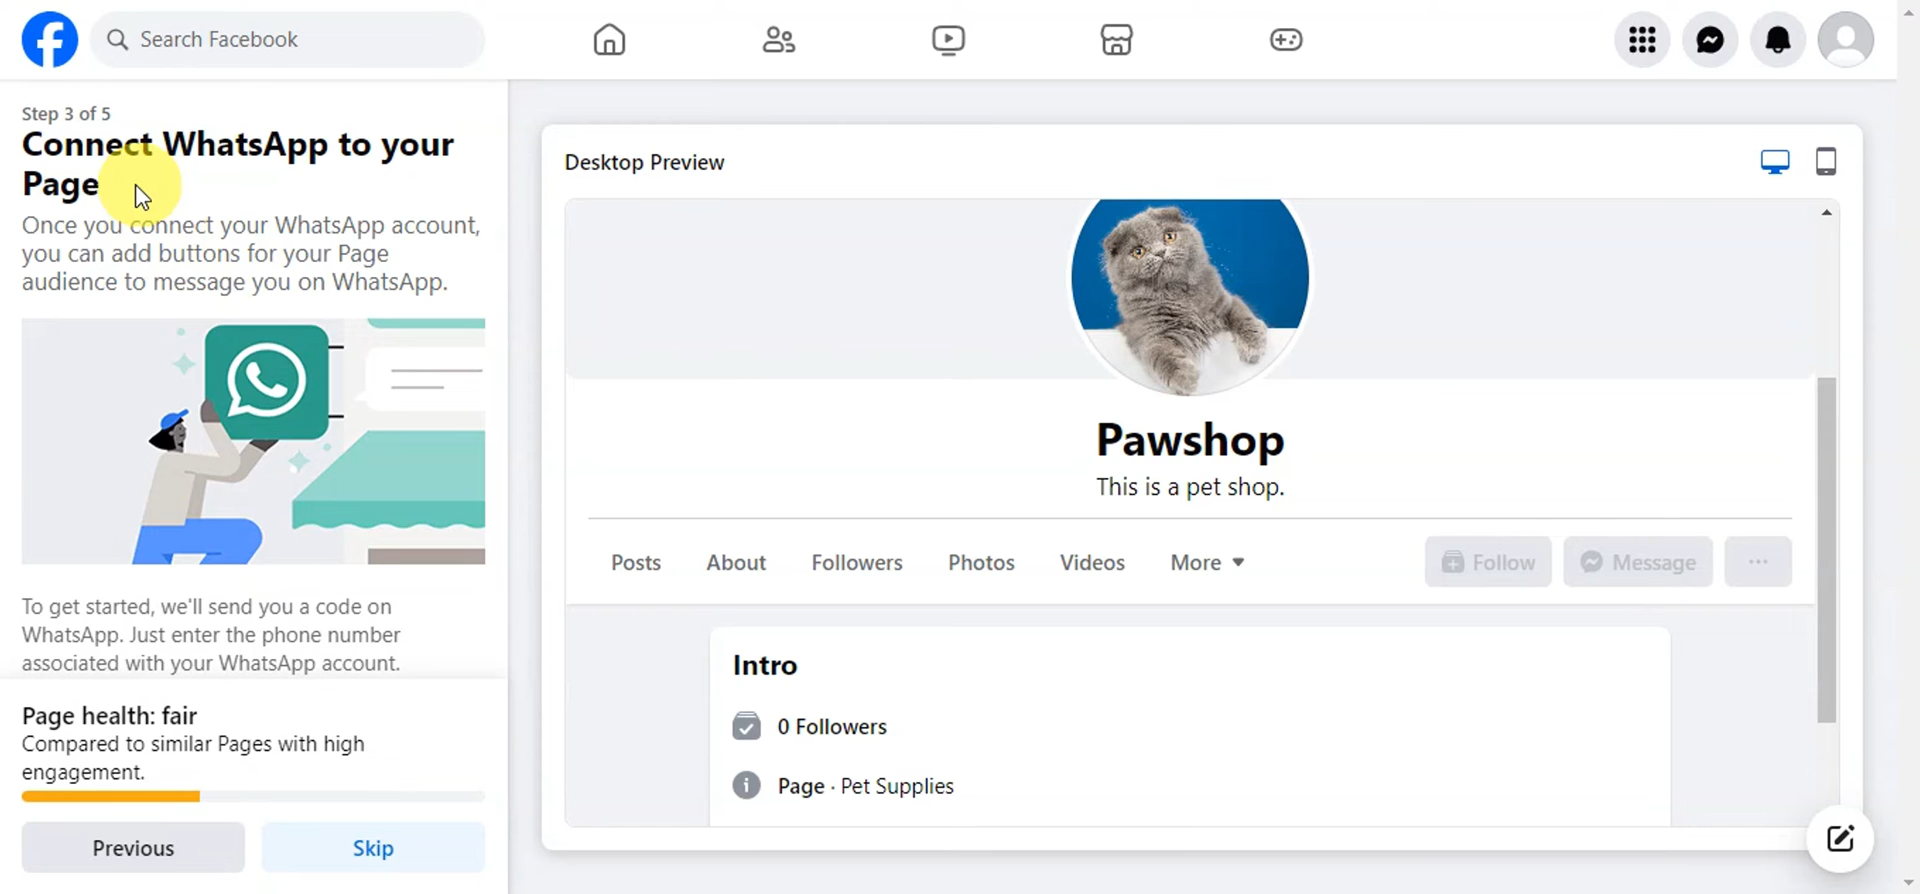 Search Facebook
Step 3 of 5
Connect WhatsApp to your
Page
Once you connect your WhatsApp account,
you can add buttons for your Page
audience to message you on WhatsApp.
To get started, we'll send you a code on
WhatsApp. Just enter the phone number
associated with your WhatsApp account.
Page health: fair
Compared to similar Pages with high
engagement.
Previous
Skip
Desktop Preview
Pawshop
This is a pet shop.
Posts
About
Followers
Photos
Videos
More
Follow
Message
Intro
0 Followers
Page · Pet Supplies